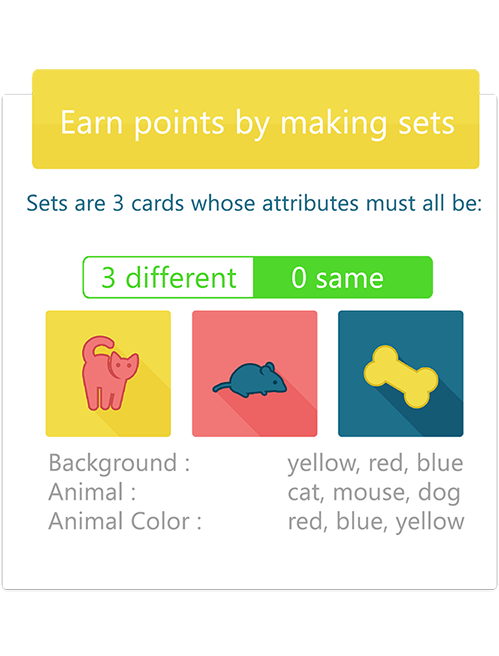 Earn points by making sets
Sets are 3 cards whose attributes must all be:
3 different 0 same
Background : yellow, red, blue
Animal : cat, mouse, dog
Animal Color : red, blue, yellow